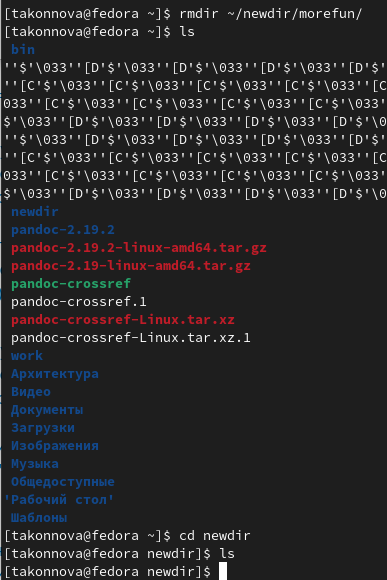 [takonnova@fedora ~]$ rmdir ~/newdir/morefun/
[takonnova@fedora ~]$ ls
bin
''$'\033''[D'$'\033''[D'$'\033''[D'$'\033''[D'$'
''[C'$'\033''[C'$'\033''[C'$'\033''[C'$'\033''[C
033''[C'$'\033''[C'$'\033''[C'$'\033''[C'$'\033'
$'\033''[D'$'\033''[D'$'\033''[D'$'\033''[D'$'\0
''$'\033''[D'$'\033''[D'$'\033''[D'$'\033''[D'$'
''[C'$'\033''[C'$'\033''[C'$'\033''[C'$'\033''[C
033''[C'$'\033''[C'$'\033''[C'$'\033''[C'$'\033'
$'\033''[D'$'\033''[D'$'\033''[D'$'\033''[D'$'\0
newdir
pandoc-2.19.2
pandoc-2.19.2-linux-amd64.tar.gz
pandoc-2.19-linux-amd64.tar.gz
pandoc-crossref
pandoc-crossref.1
pandoc-crossref-Linux.tar.xz
pandoc-crossref-Linux.tar.xz.1
work
Архитектура
Видео
Документы
Загрузки
Изображения
Музыка
Общедоступные
'Рабочий стол'
Шаблоны
[takonnova@fedora ~]$ cd newdir
[takonnova@fedora newdir]$ ls
[takonnova@fedora newdir]$